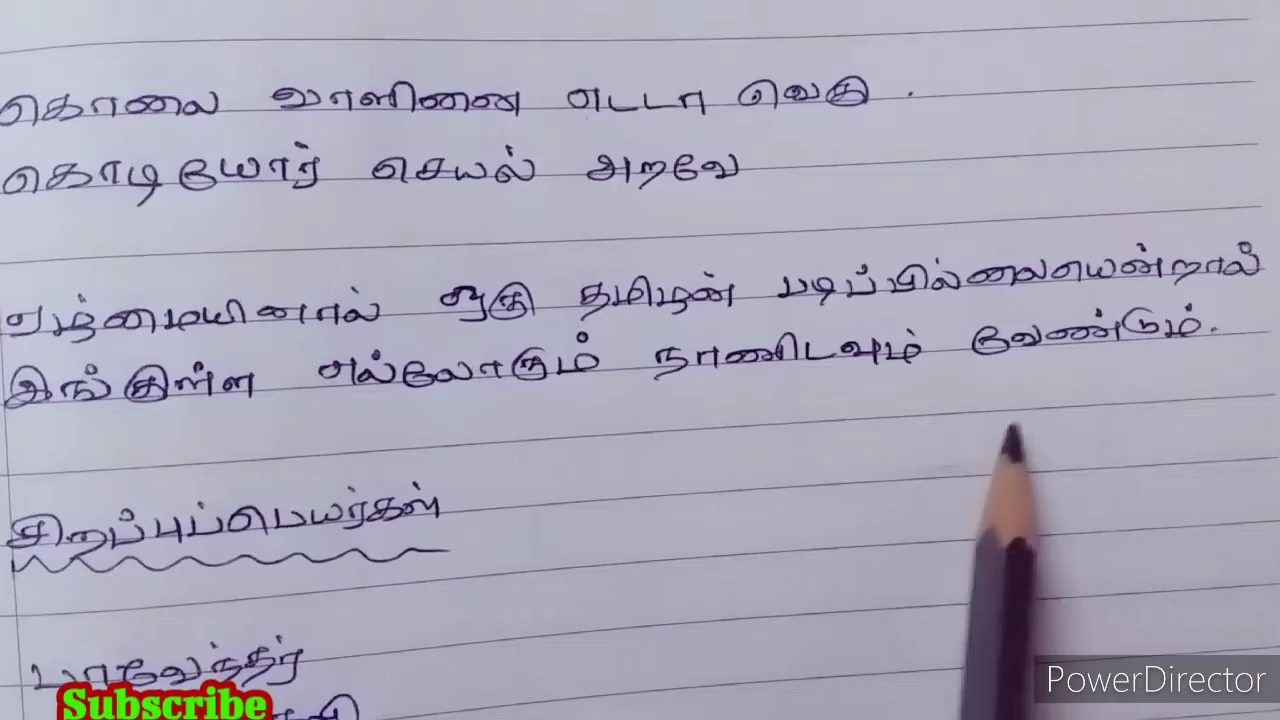 கொலை வாளினை எடடா வெகு .
கொடியோர் செயல் அறவே
ஏழ்மையினால் ஒரு தமிழன் படிப்பில்லையென்றால்
இங்குள்ள எல்லோரும் நாணிடவும் வேண்டும்.
சிறப்புப்பெயர்கள்
பாவேந்தர்
Subscribe
PowerDirector